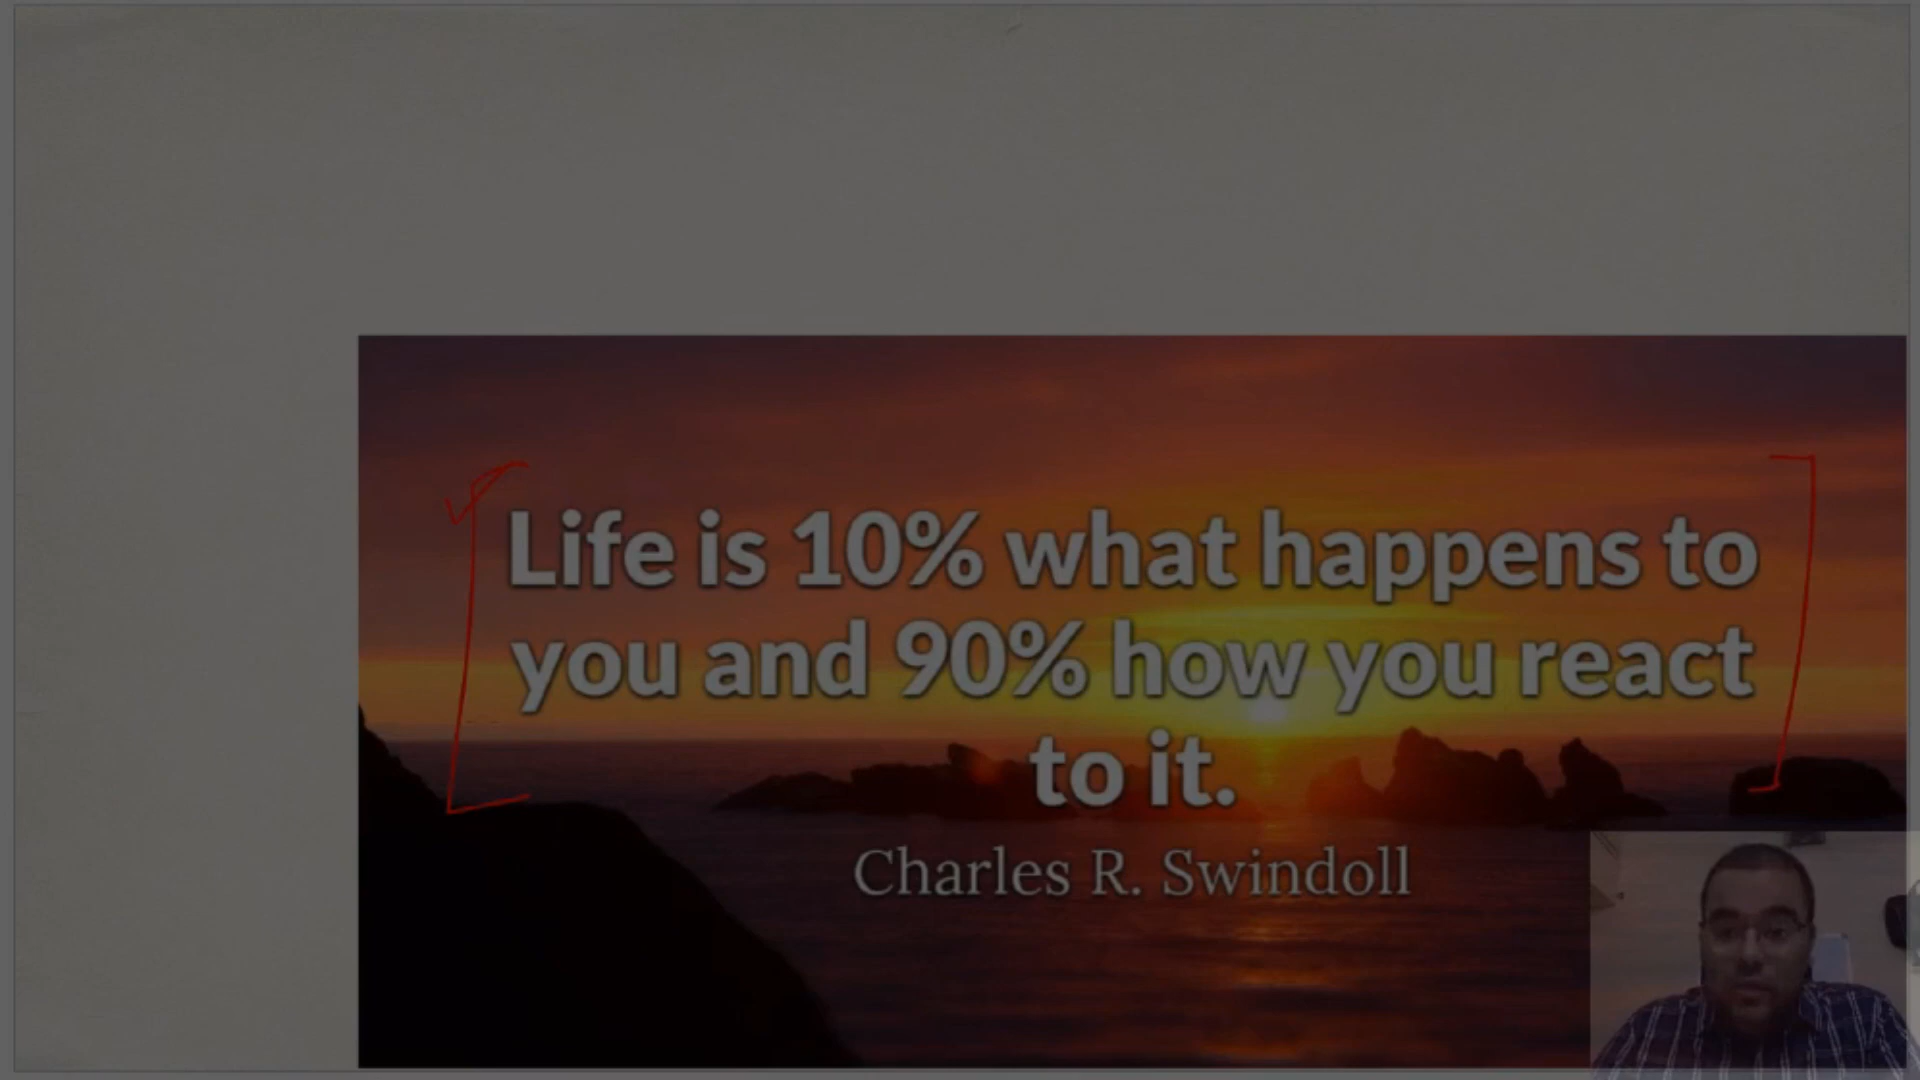 Life is 10% what happens to
you and 90% how you react
to it.
Charles R. Swindoll